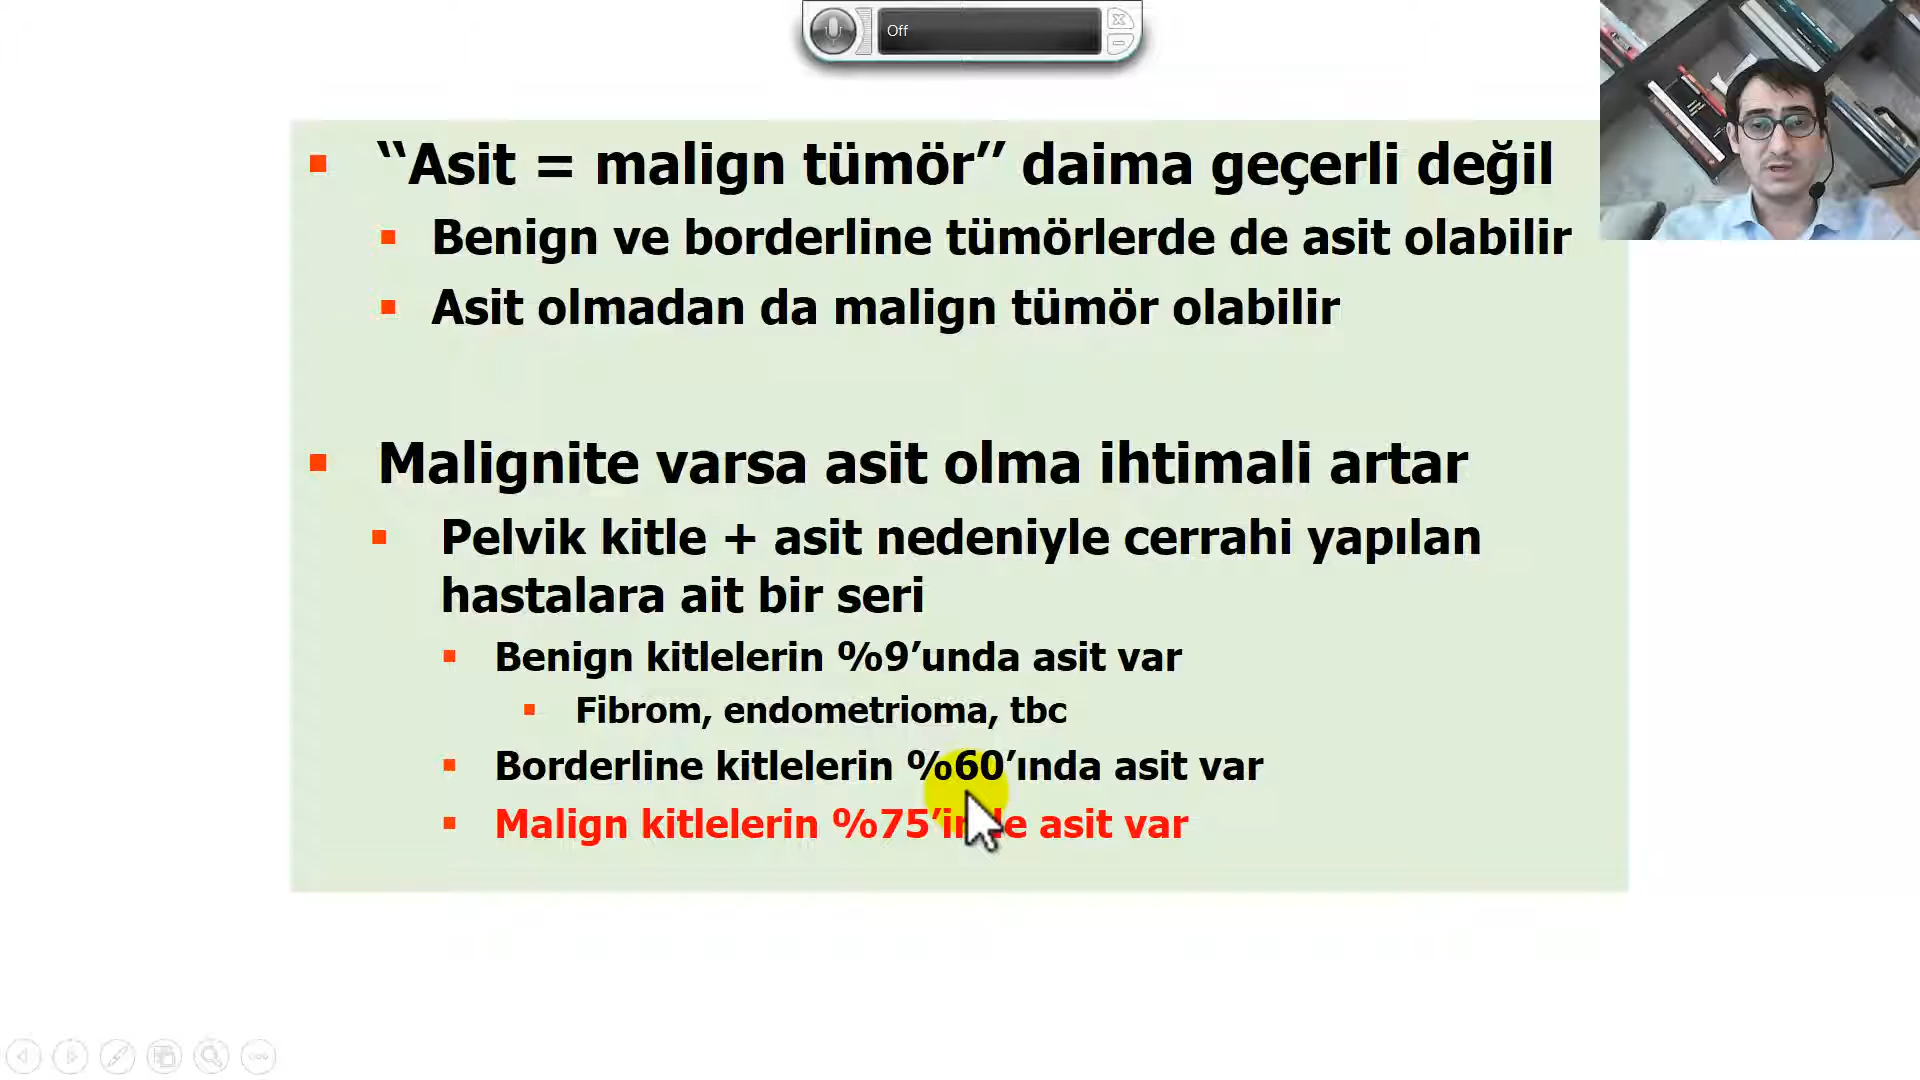 Off
‘‘Asit = malign tümör’’ daima geçerli değil
Benign ve borderline tümörlerde de asit olabilir
Asit olmadan da malign tümör olabilir
Malignite varsa asit olma ihtimali artar
Pelvik kitle + asit nedeniyle cerrahi yapılan
hastalara ait bir seri
Benign kitlelerin %9’unda asit var
Fibrom, endometrioma, tbc
Borderline kitlelerin %60’ında asit var
Malign kitlelerin %75’inde asit var